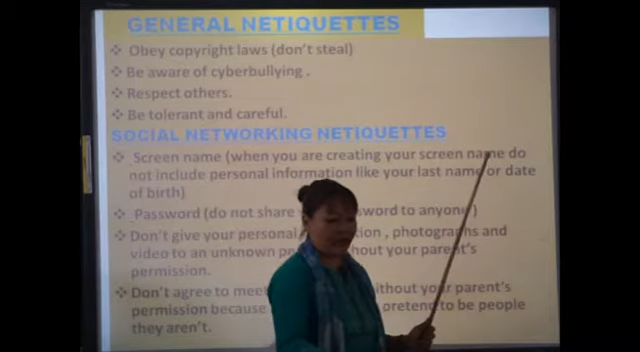 GENERAL NETIQUETTES
Obey copyright laws (don't steal)
Be aware of cyberbullying .
Respect others.
Be tolerant and careful.
SOCIAL NETWORKING NETIQUETTES
Screen name (when you are creating your screen name do
not include personal information like your last name or date
of birth)
Password (do not share to anyone)
Don't give your personal , photographs and
video to an unknown your parent's
permission.
Don't agree to meet without your parent's
permission because pretend to be people
they aren't.